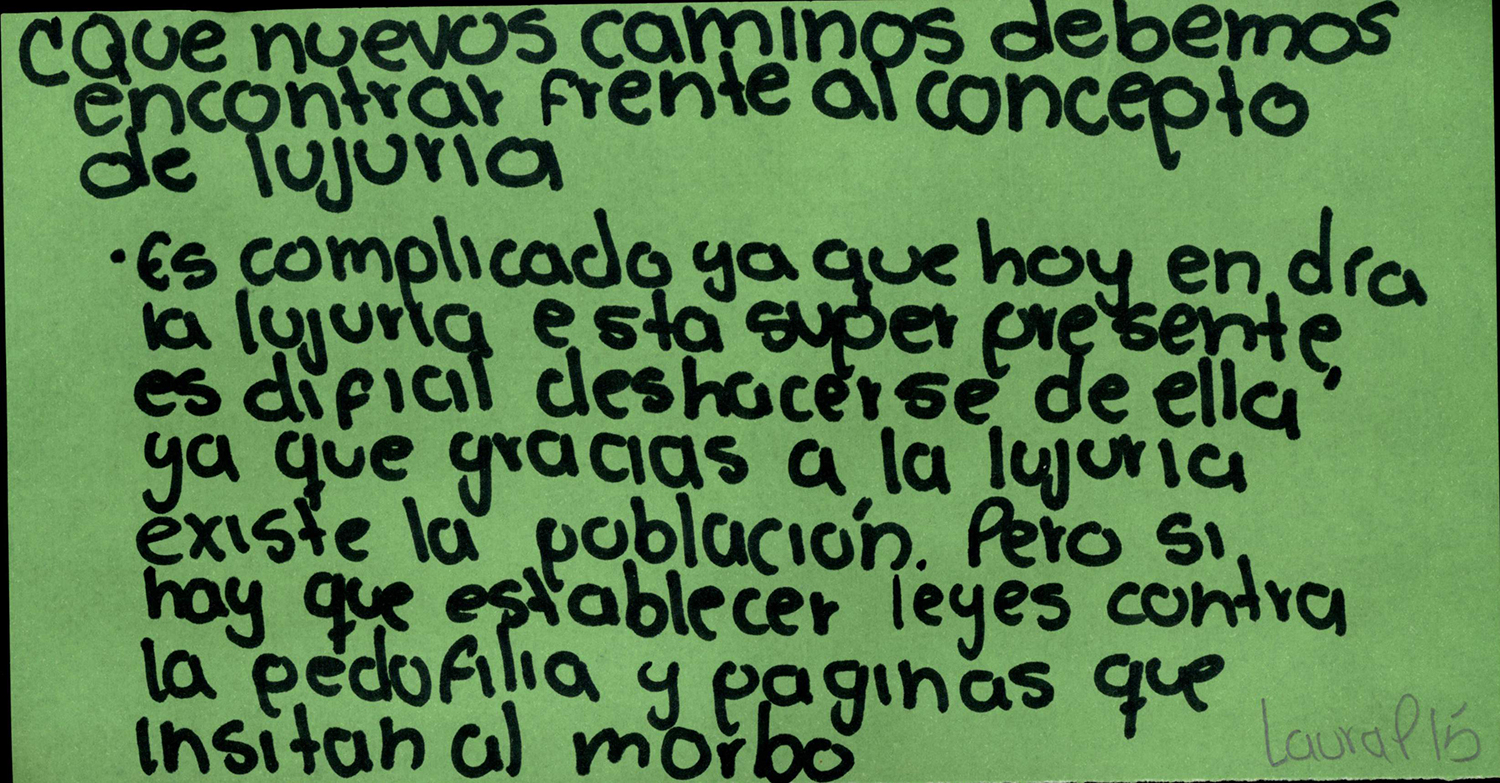 CQue nuevos caminos debemos
encontrar frente al concepto
de lujuria
• Es complicado ya que hoy en día
la lujuria esta super presente,
es dificil deshacerse de ella,
ya que gracias a la lujuria
existe la población. Pero si
hay que establecer leyes contra
la pedofilia y paginas que
insitan al morbo
Laura P 15